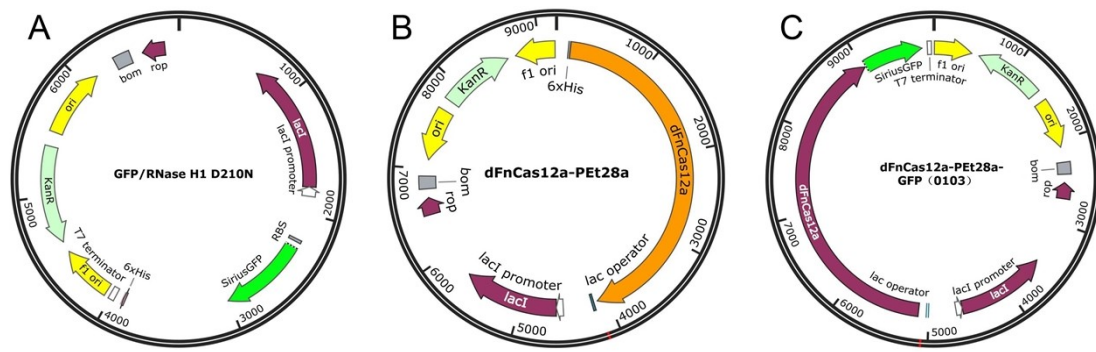 A
GFP/RNase H1 D210N
bom
rop
1000
lacI
lacI promoter
2000
RBS
SiriusGFP
3000
6xHis
T7 terminator
4000
f1 ori
KanR
5000
ori
6000
B
dFnCas12a-PEt28a
9000
f1 ori
6xHis
1000
dFnCas12a
2000
3000
lac operator
4000
lacI promoter
lacI
5000
6000
rop
bom
7000
ori
KanR
8000
C
dFnCas12a-PEt28a-
GFP（0103）
SiriusGFP
T7 terminator
f1 ori
KanR
1000
ori
2000
bom
rop
3000
lacI promoter
lacI
4000
5000
lac operator
6000
dFnCas12a
7000
8000
9000